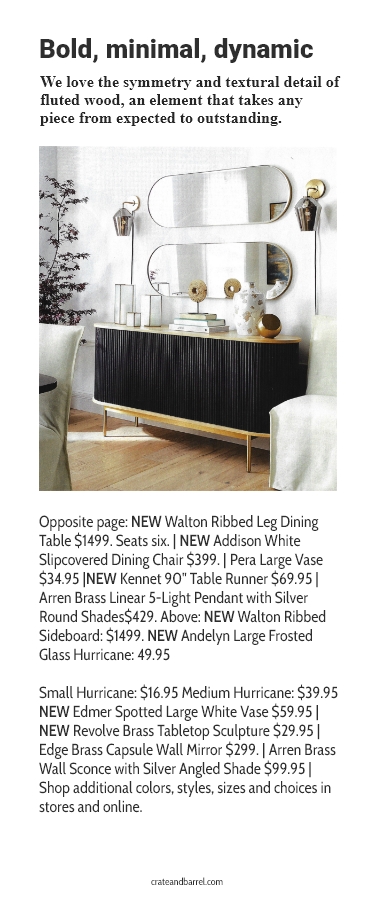 Bold, minimal, dynamic
We love the symmetry and textural detail of
fluted wood, an element that takes any
piece from expected to outstanding.
Opposite page: NEW Walton Ribbed Leg Dining
Table $1499. Seats six. | NEW Addison White
Slipcovered Dining Chair $399. | Pera Large Vase
$34.95 |NEW Kennet 90" Table Runner $69.95 |
Arren Brass Linear 5-Light Pendant with Silver
Round Shades$429. Above: NEW Walton Ribbed
Sideboard: $1499. NEW Andelyn Large Frosted
Glass Hurricane: 49.95
Small Hurricane: $16.95 Medium Hurricane: $39.95
NEW Edmer Spotted Large White Vase $59.95 |
NEW Revolve Brass Tabletop Sculpture $29.95 |
Edge Brass Capsule Wall Mirror $299. | Arren Brass
Wall Sconce with Silver Angled Shade $99.95 |
Shop additional colors, styles, sizes and choices in
stores and online.
crateandbarrel.com